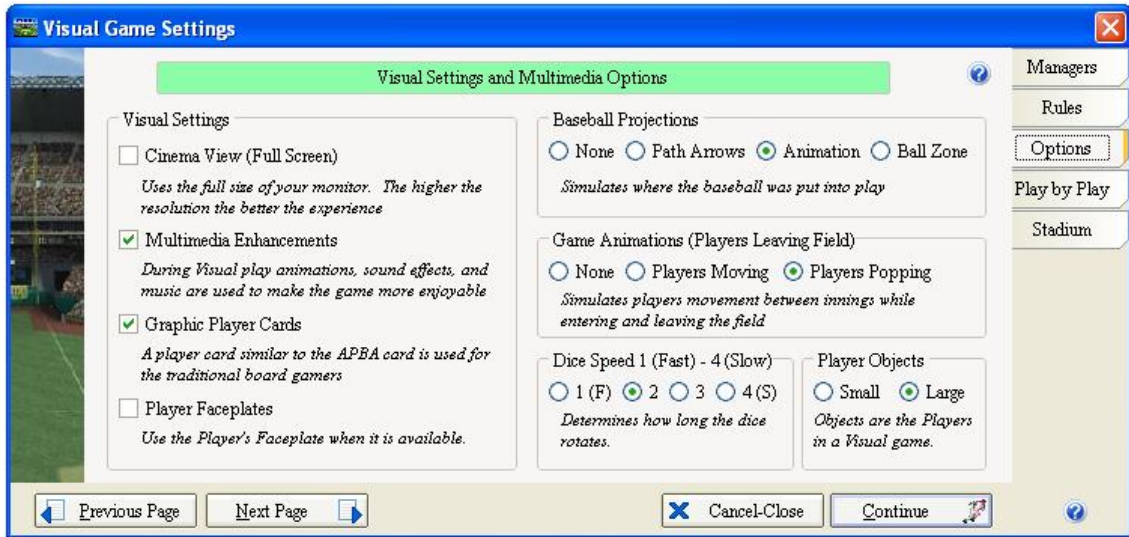 Visual Game Settings
Visual Settings and Multimedia Options
Visual Settings
Cinema View (Full Screen)
Uses the full size of your monitor. The higher the
resolution the better the experience
Multimedia Enhancements
During Visual play animations, sound effects, and
music are used to make the game more enjoyable
Graphic Player Cards
A player card similar to the APBA card is used for
the traditional board gamers
Player Faceplates
Use the Player's Faceplate when it is available.
Baseball Projections
None Path Arrows Animation Ball Zone
Simulates where the baseball was put into play
Game Animations (Players Leaving Field)
None Players Moving Players Popping
Simulates players movement between innings while
entering and leaving the field
Dice Speed 1 (Fast) - 4 (Slow)
1 (F) 2 3 4 (S)
Determines how long the dice
rotates.
Player Objects
Small Large
Objects are the Players
in a Visual game.
Managers
Rules
Options
Play by Play
Stadium
Previous Page
Next Page
Cancel-Close
Continue